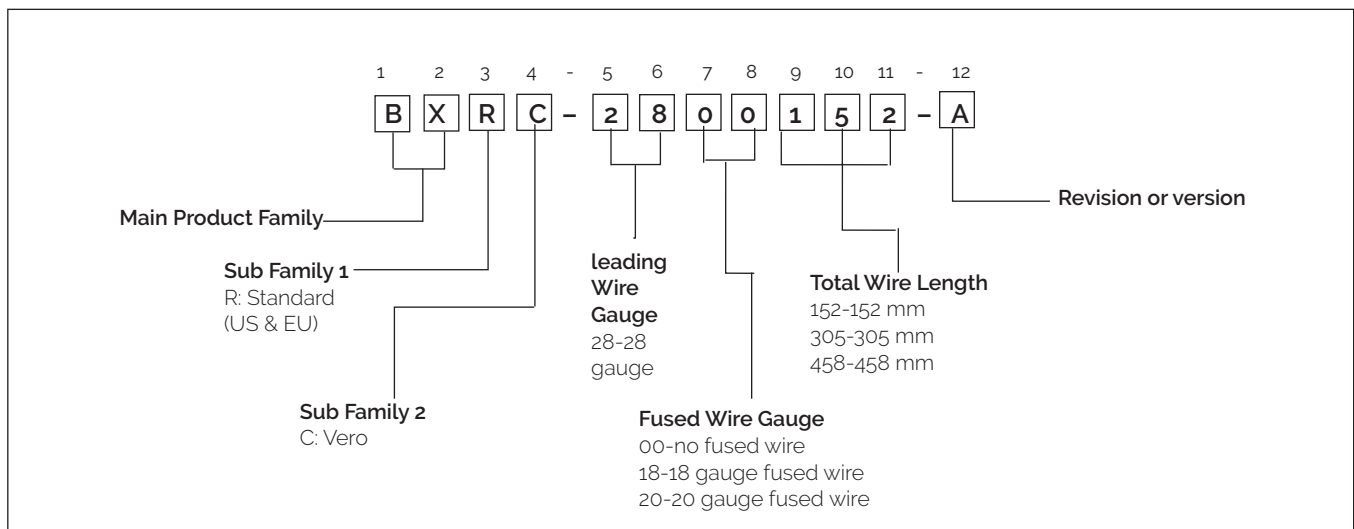 1 2 3 4 - 5 6 7 8 9 10 11 - 12
B X R C – 2 8 0 0 1 5 2 – A
Revision or version
Main Product Family
Sub Family 1
R: Standard
(US & EU)
leading
Wire
Gauge
28-28
gauge
Total Wire Length
152-152 mm
305-305 mm
458-458 mm
Sub Family 2
C: Vero
Fused Wire Gauge
00-no fused wire
18-18 gauge fused wire
20-20 gauge fused wire